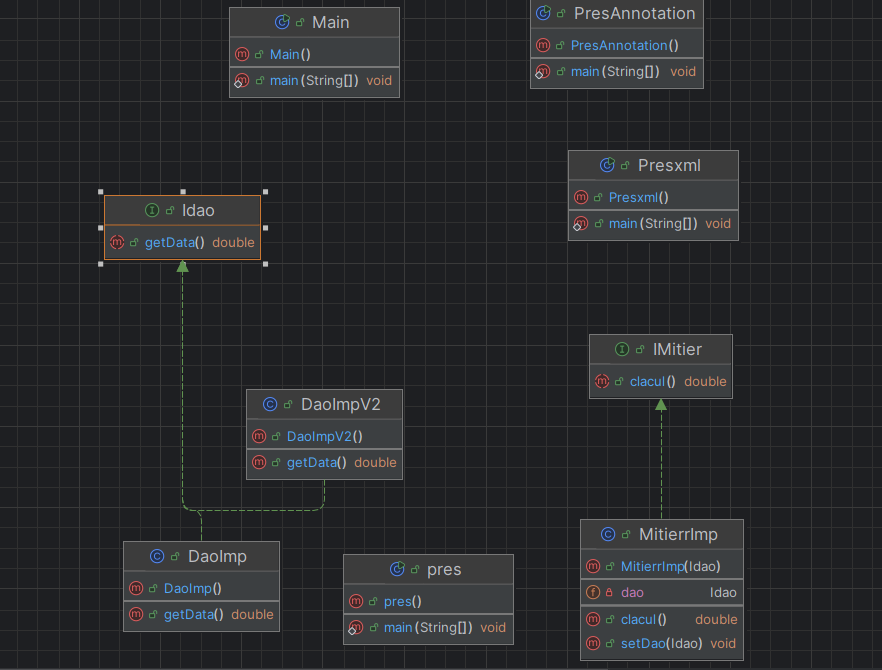 Main
Main()
main(String[]) void
PresAnnotation
PresAnnotation()
main(String[]) void
Presxml
Presxml()
main(String[]) void
Idao
getData() double
IMitier
clacul() double
DaoImpV2
DaoImpV2()
getData() double
DaoImp
DaoImp()
getData() double
pres
pres()
main(String[]) void
MitierrImp
MitierrImp(Idao)
dao Idao
clacul() double
setDao(Idao) void